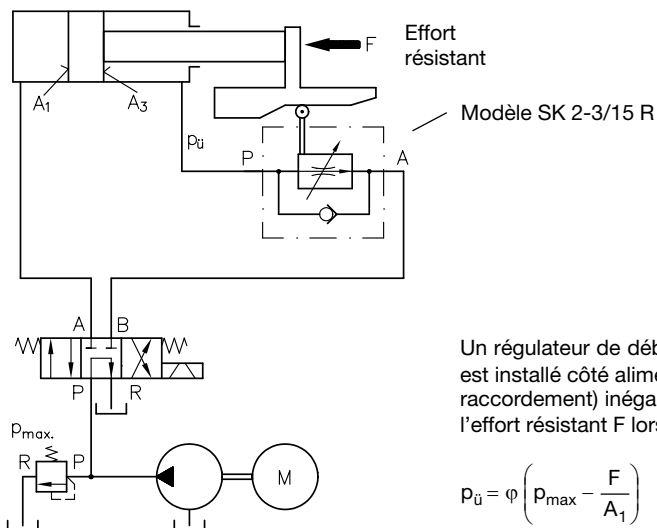 Effort
résistant
F
A1
A3
Modèle SK 2-3/15 R
pü
P
A
A
B
P
R
pmax.
R
P
M
Un régulateur de déb
est installé côté alime
raccordement) inéga
l'effort résistant F lors
pü = φ (pmax − F/A1)